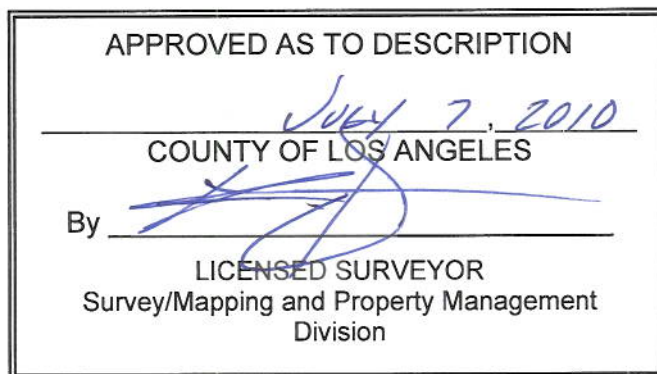 APPROVED AS TO DESCRIPTION
JULY 7, 2010
COUNTY OF LOS ANGELES
By
LICENSED SURVEYOR
Survey/Mapping and Property Management
Division